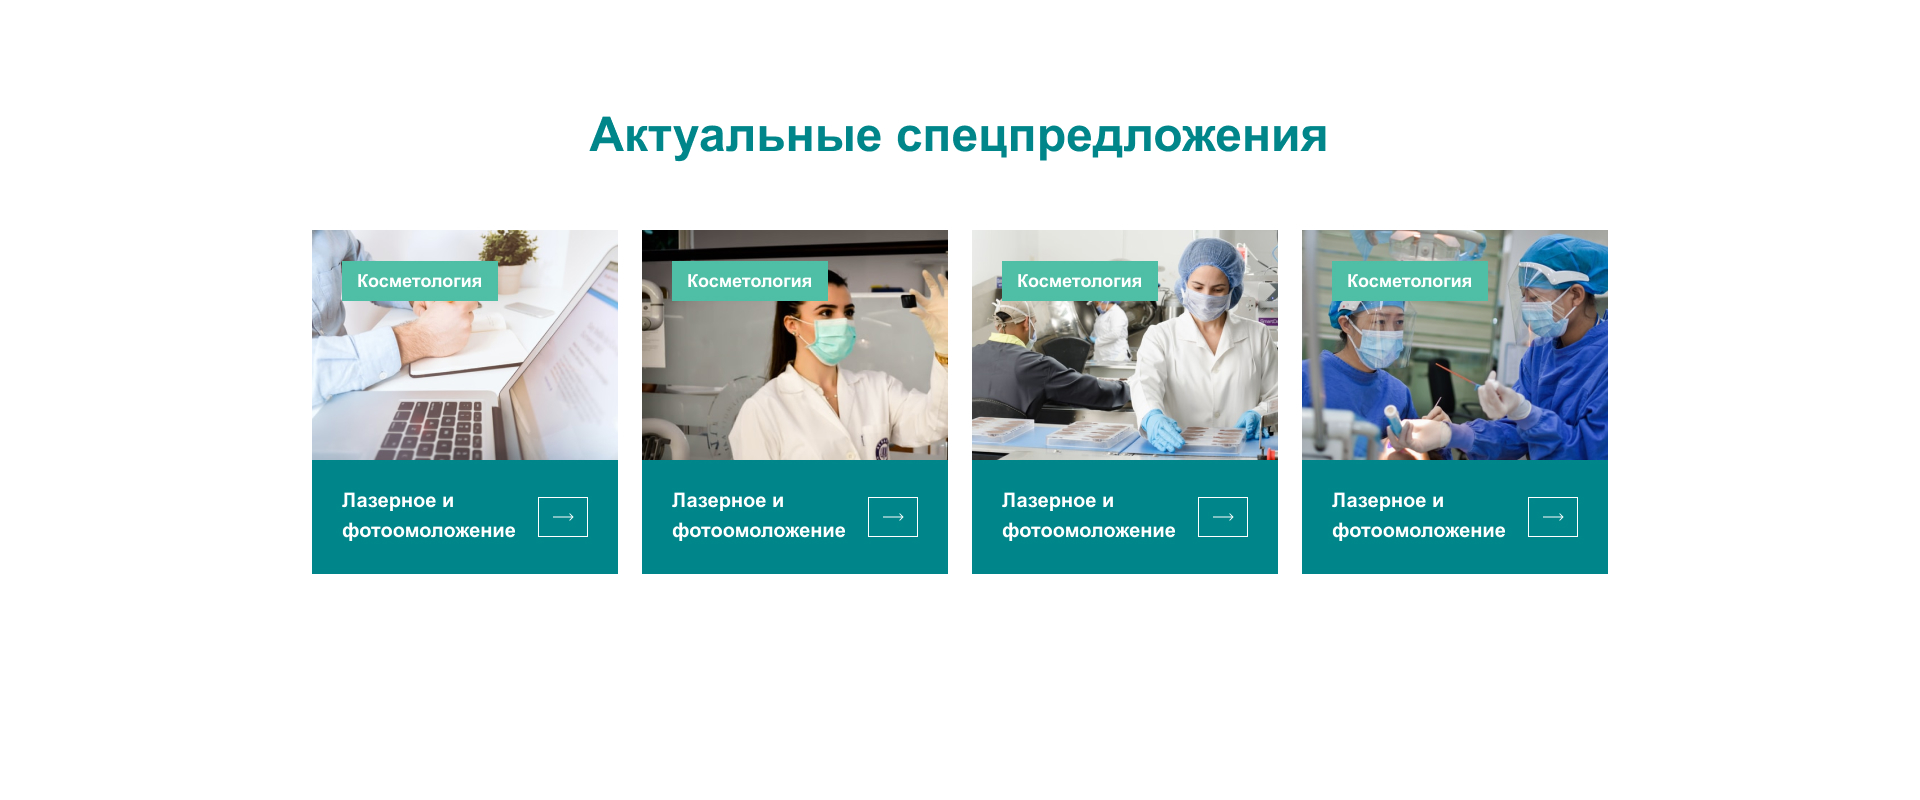 Актуальные спецпредложения
Косметология
Косметология
Косметология
Косметология
Лазерное и
фотоомоложение
Лазерное и
фотоомоложение
Лазерное и
фотоомоложение
Лазерное и
фотоомоложение